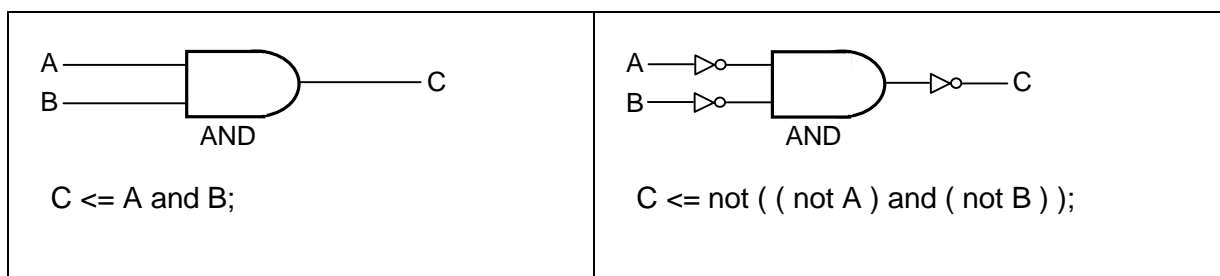 A
B
C
AND
C <= A and B;
A
B
C
AND
C <= not ( ( not A ) and ( not B ) );